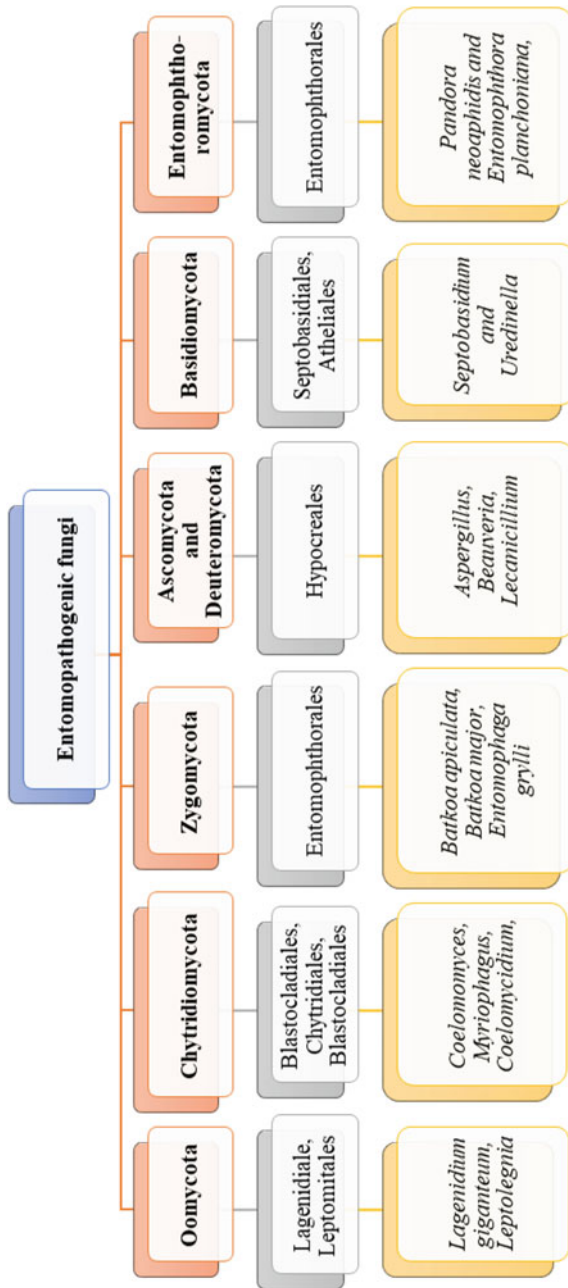 Entomopathogenic fungi
Oomycota
Chytridiomycota
Zygomycota
Ascomycota
and
Deuteromycota
Basidiomycota
Entomophtho-
romycota
Lagenidiale,
Leptomitales
Blastocladiales,
Chytridiales,
Blastocladiales
Entomophthorales
Hypocreales
Septobasidiales,
Atheliales
Entomophthorales
Lagenidium
giganteum,
Leptolegnia
Coelomomyces,
Myriophagus,
Coelomycidium,
Batkoa apiculata,
Batkoa major,
Entomophaga
grylli
Aspergillus,
Beauveria,
Lecanicillium
Septobasidium
and
Uredinella
Pandora
neoaphidis and
Entomophthora
planchoniana,